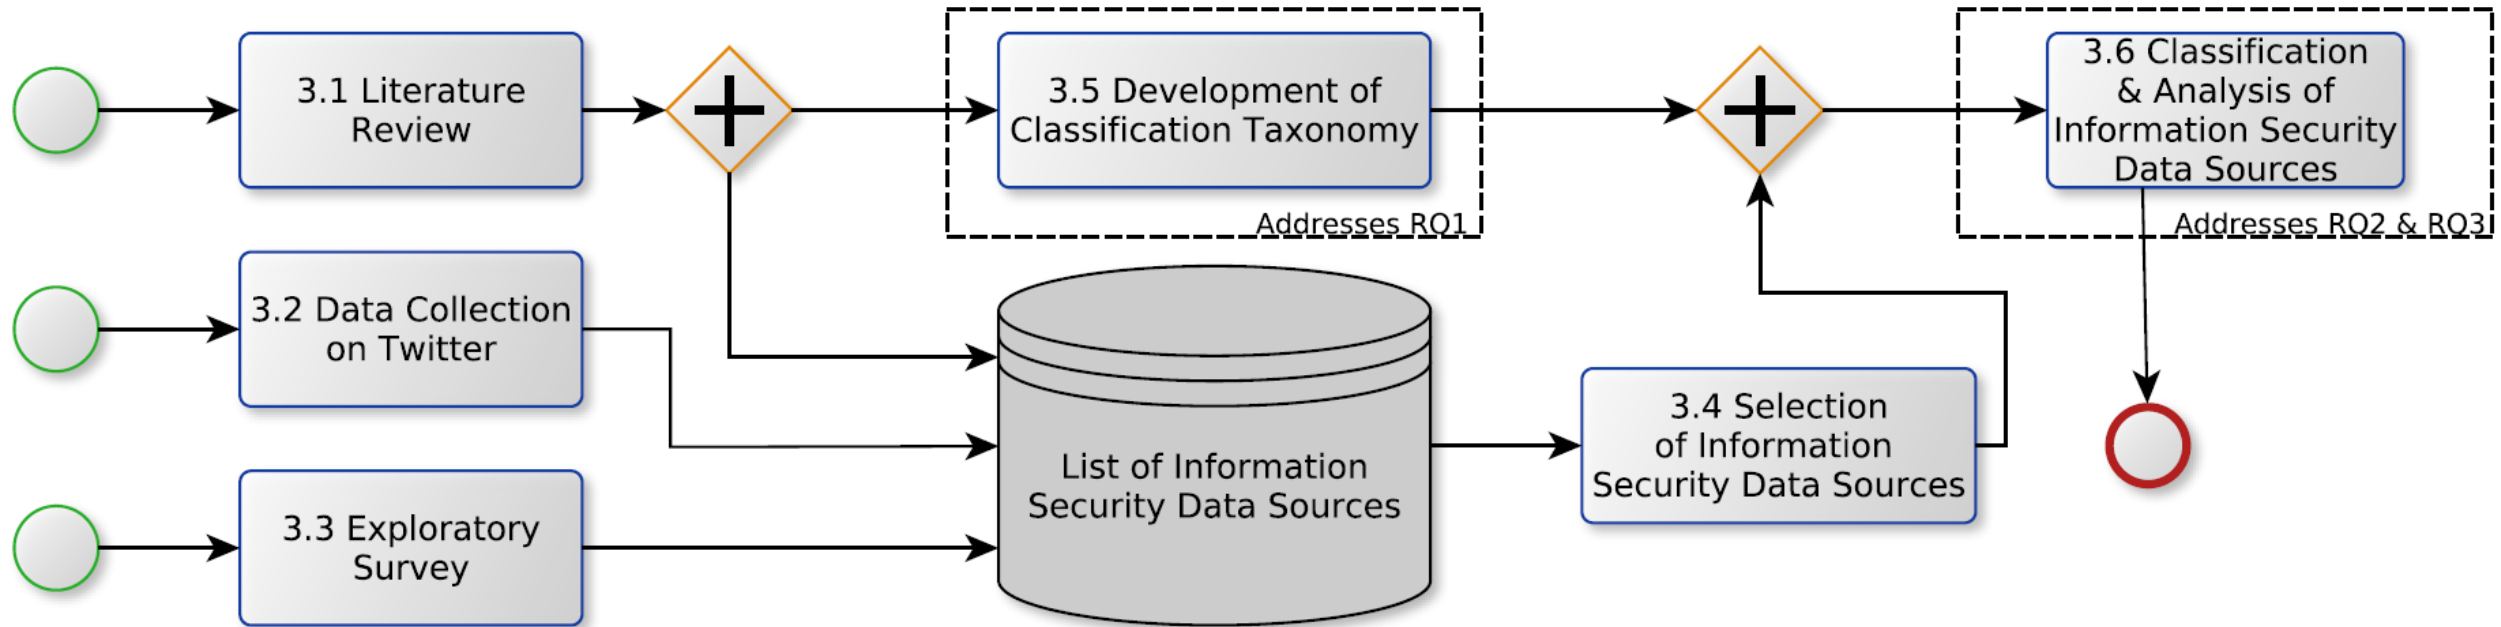 3.1 Literature
Review
3.5 Development of
Classification Taxonomy
Addresses RQ1
3.6 Classification
& Analysis of
Information Security
Data Sources
Addresses RQ2 & RQ3
3.2 Data Collection
on Twitter
List of Information
Security Data Sources
3.4 Selection
of Information
Security Data Sources
3.3 Exploratory
Survey